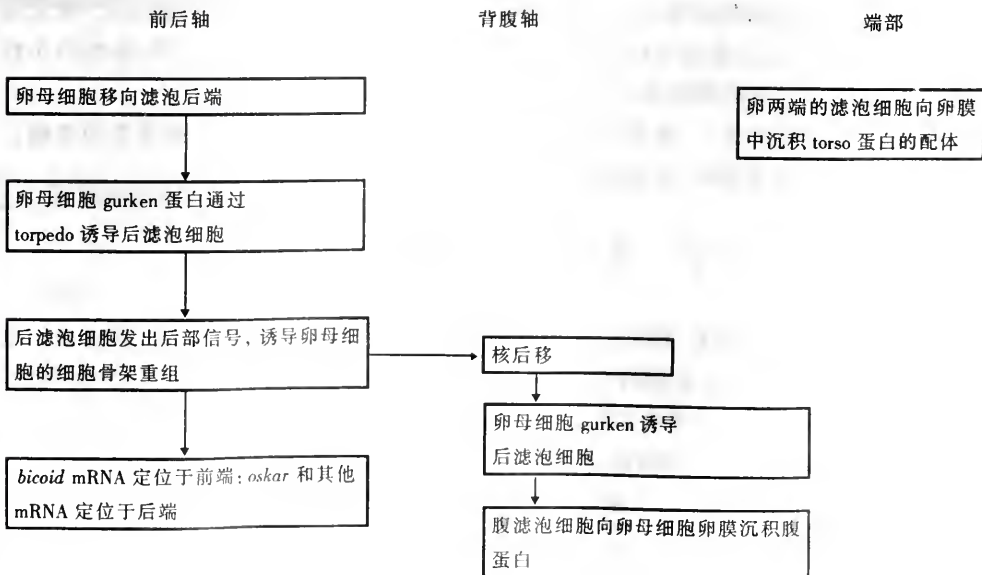 前后轴
背腹轴
端部
卵母细胞移向滤泡后端
卵母细胞 gurken 蛋白通过
torpedo 诱导后滤泡细胞
后滤泡细胞发出后部信号，诱导卵母细
胞的细胞骨架重组
bicoid mRNA 定位于前端；oskar 和其他
mRNA 定位于后端
核后移
卵母细胞 gurken 诱导
后滤泡细胞
腹滤泡细胞向卵母细胞卵膜沉积腹
蛋白
卵两端的滤泡细胞向卵膜
中沉积 torso 蛋白的配体